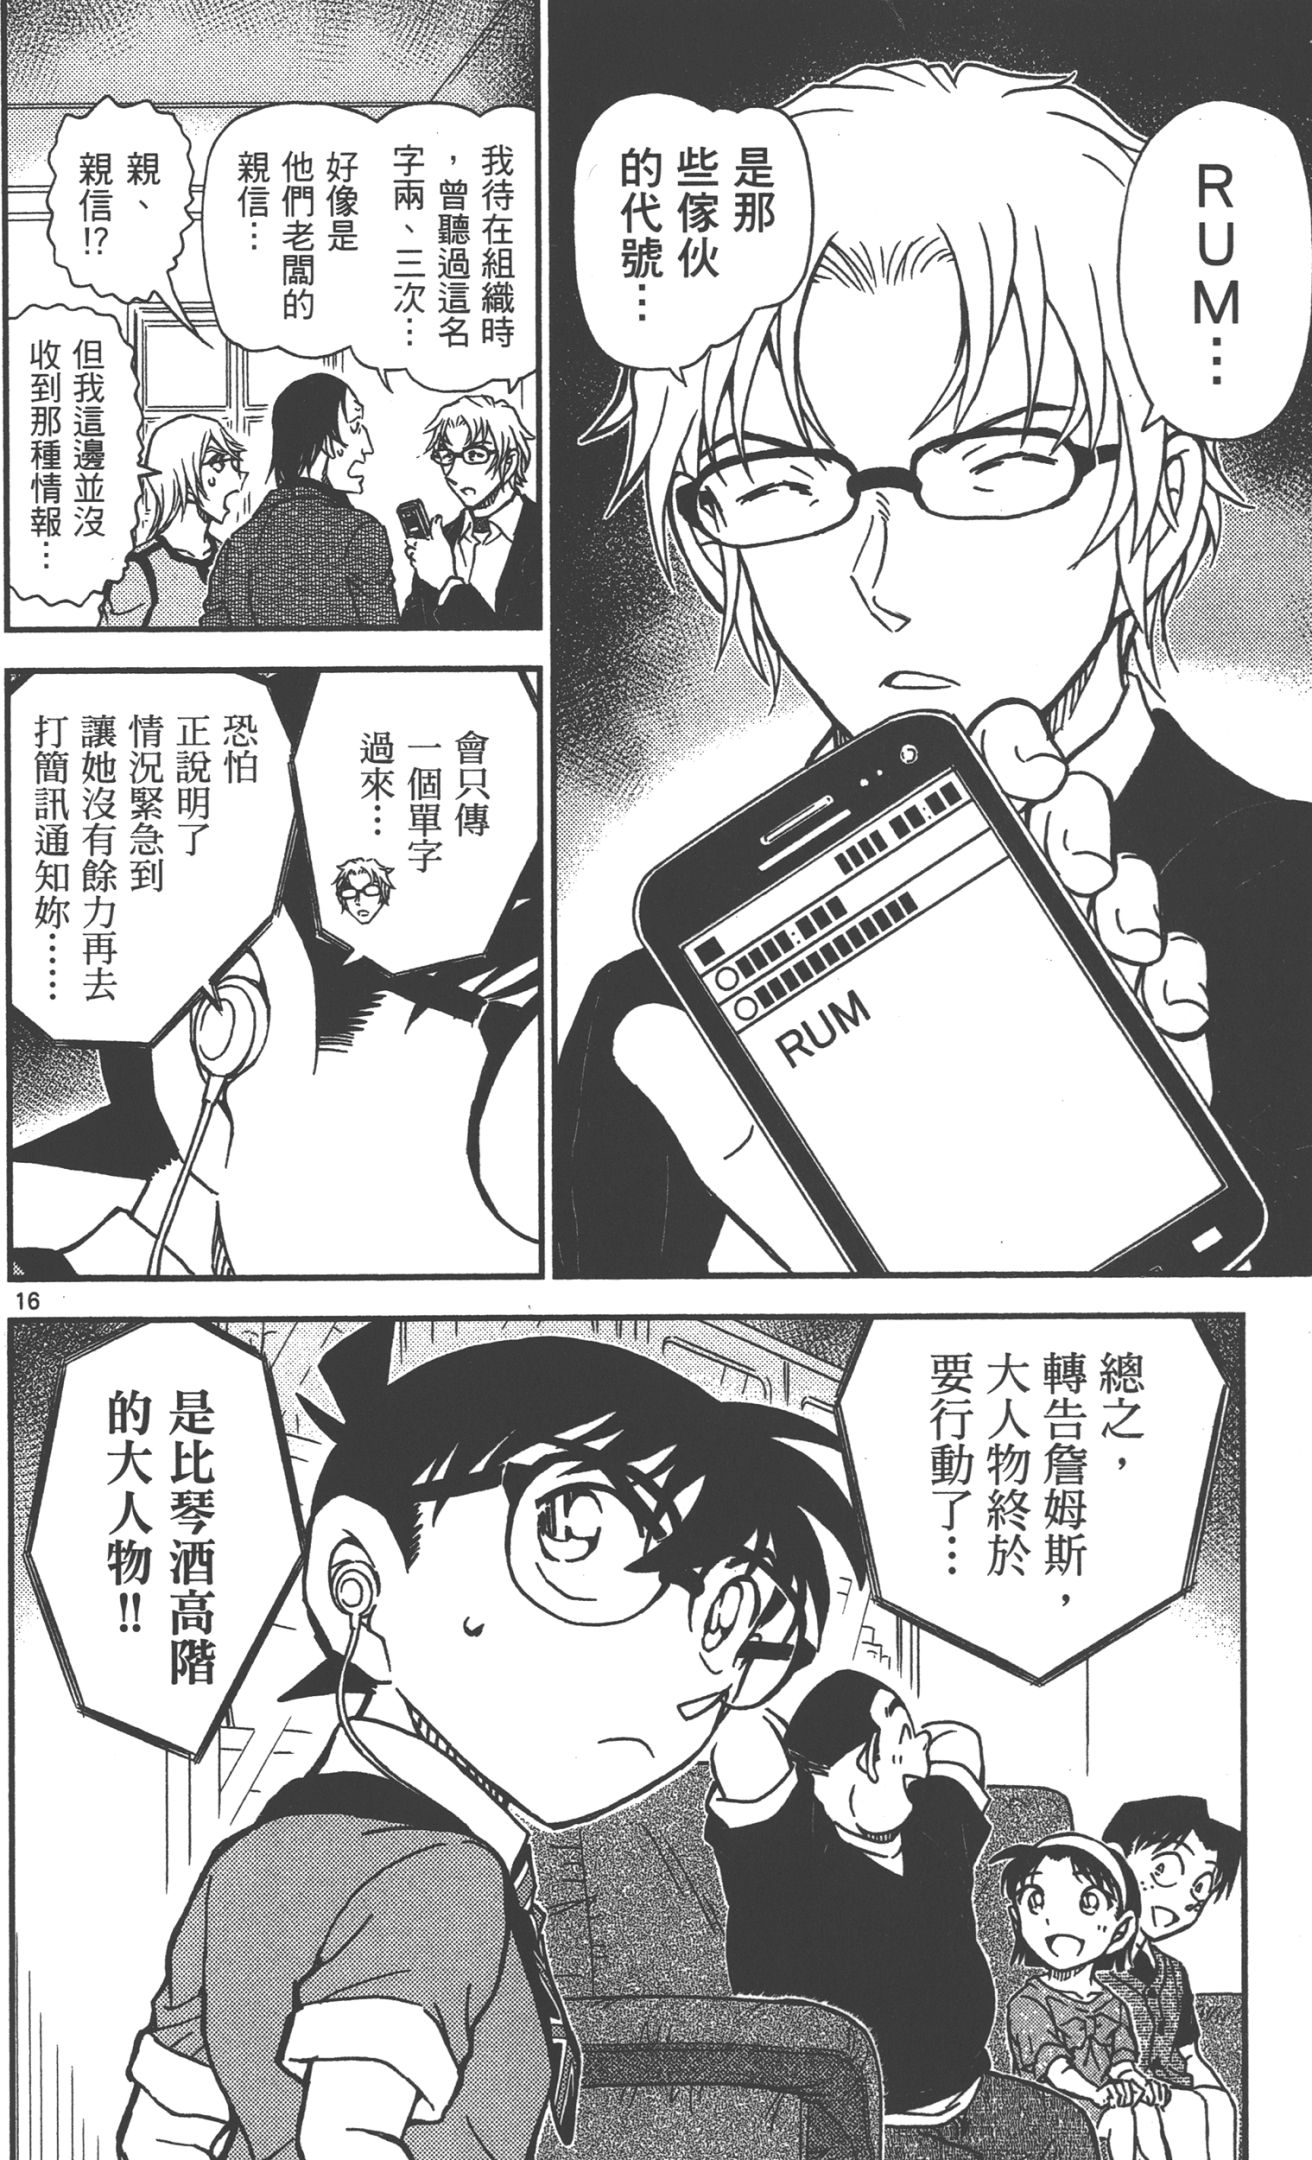 RUM…
是那
些傢伙
的代號…
RUM
我待在組織時
，曾聽過這名
字兩、三次…
好像是
他們老闆的
親信…
親、
親信!?
但我這邊並沒
收到那種情報…
會只傳
一個單字
過來…
恐怕
正說明了
情況緊急到
讓她沒有餘力再去
打簡訊通知妳……
16
總之，
轉告詹姆斯，
大人物終於
要行動了…
是比琴酒高階
的大人物!!